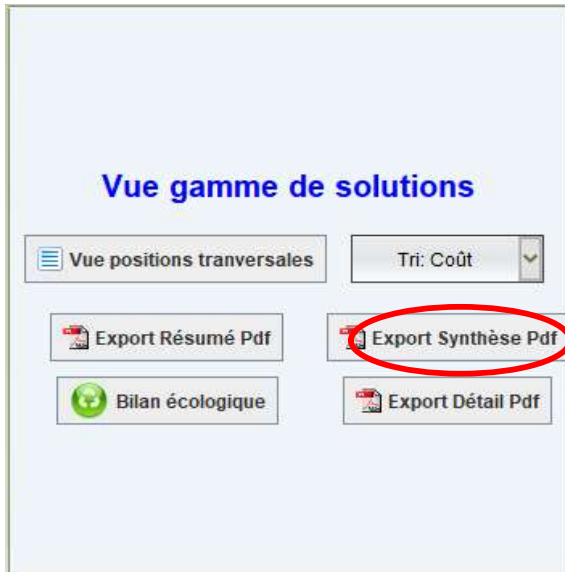 Vue gamme de solutions
Vue positions tranversales Tri: Coût
Export Résumé Pdf Export Synthèse Pdf
Bilan écologique Export Détail Pdf